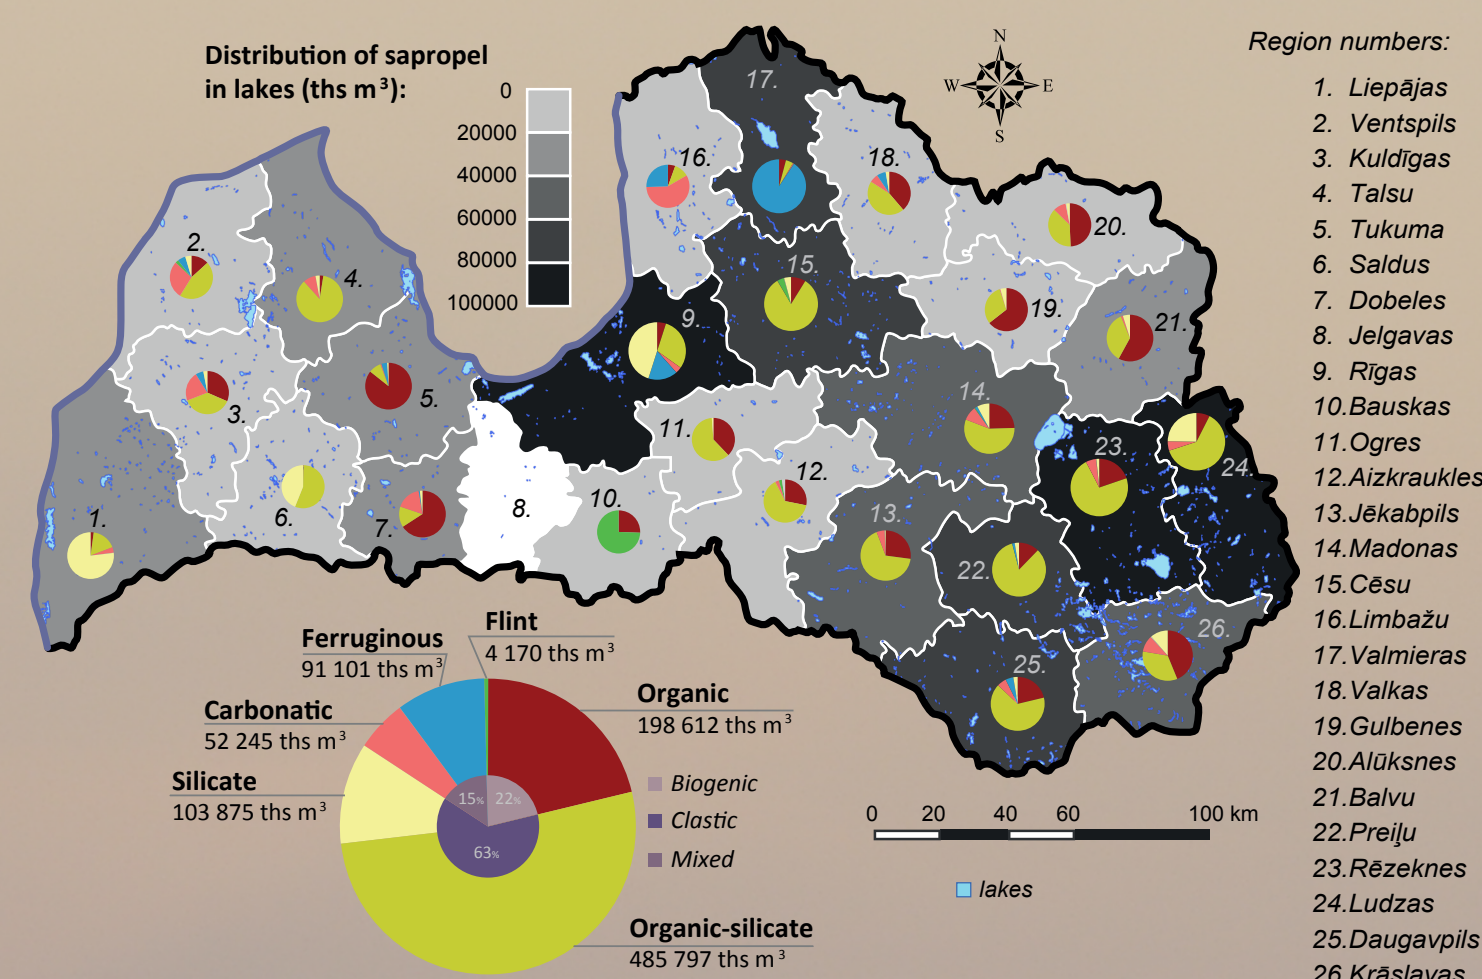 Distribution of sapropel
in lakes (ths m³):
0
20000
40000
60000
80000
100000
N
W
E
S
Region numbers:
1. Liepājas
2. Ventspils
3. Kuldīgas
4. Talsu
5. Tukuma
6. Saldus
7. Dobeles
8. Jelgavas
9. Rīgas
10.Bauskas
11.Ogres
12.Aizkraukles
13.Jēkabpils
14.Madonas
15.Cēsu
16.Limbažu
17.Valmieras
18.Valkas
19.Gulbenes
20.Alūksnes
21.Balvu
22.Preiļu
23.Rēzeknes
24.Ludzas
25.Daugavpils
26.Krāslavas
17.
16.
18.
20.
2.
4.
15.
19.
21.
9.
3.
5.
14.
11.
23.
24.
12.
1.
6.
7.
8.
10.
13.
22.
26.
25.
Flint
4 170 ths m³
Ferruginous
91 101 ths m³
Carbonatic
52 245 ths m³
Silicate
103 875 ths m³
Organic
198 612 ths m³
Organic-silicate
485 797 ths m³
15%
22%
63%
Biogenic
Clastic
Mixed
0 20 40 60 100 km
lakes